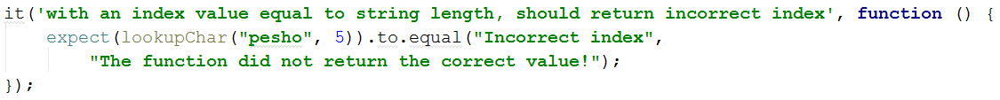 it('with an index value equal to string length, should return incorrect index', function () {
    expect(lookupChar("pesho", 5)).to.equal("Incorrect index",
        "The function did not return the correct value!");
});